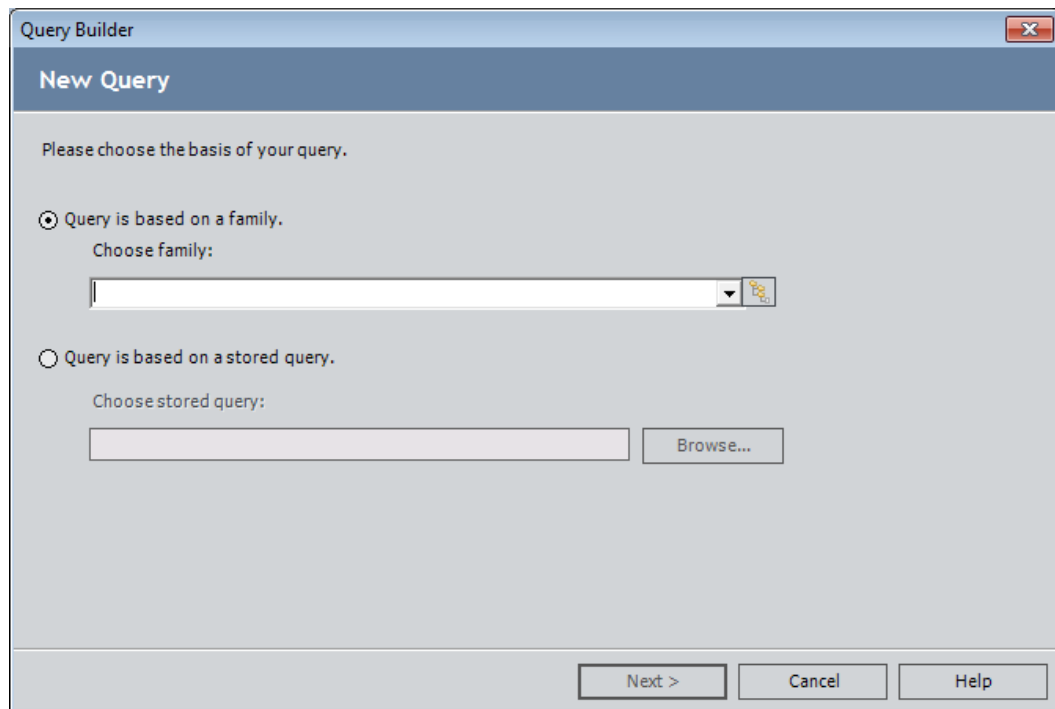 Query Builder
New Query
Please choose the basis of your query.
Query is based on a family.
Choose family:
Query is based on a stored query.
Choose stored query:
Browse...
Next >
Cancel
Help